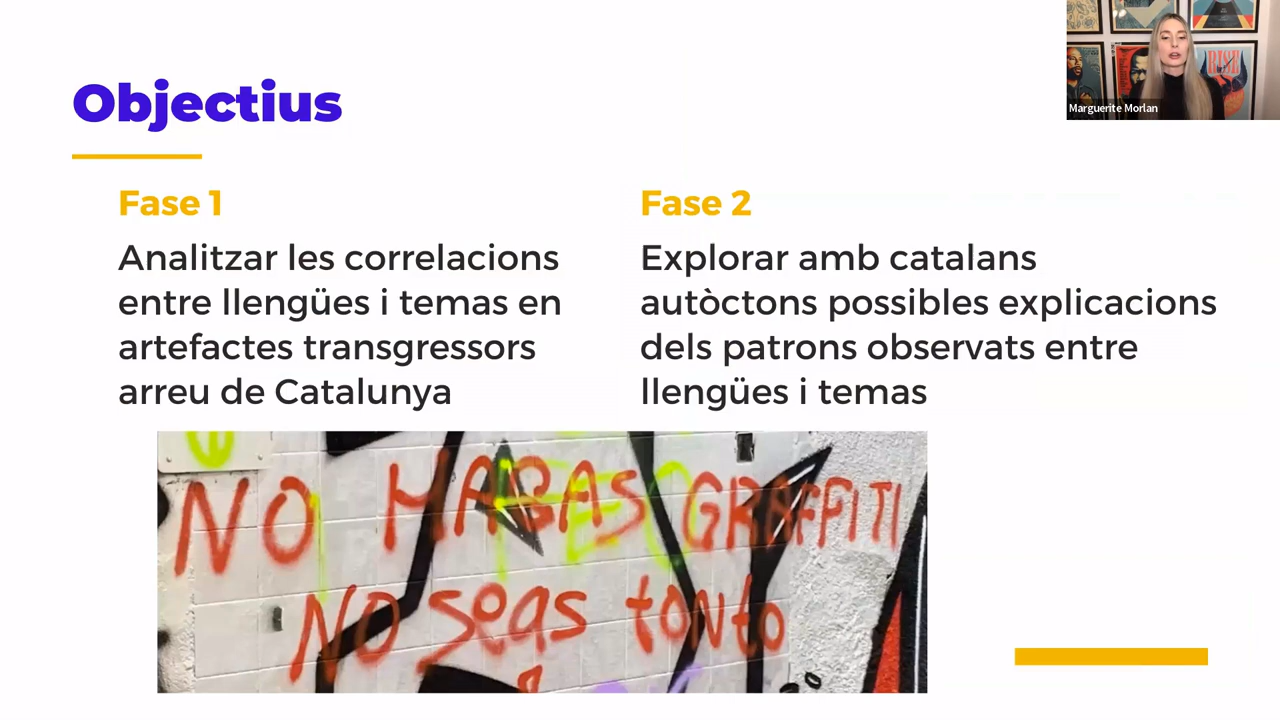 Objectius
Fase 1
Analitzar les correlacions
entre llengües i temas en
artefactes transgressors
arreu de Catalunya
Fase 2
Explorar amb catalans
autòctons possibles explicacions
dels patrons observats entre
llengües i temas
NO HAGAS GRAFFITI
NO seas tonto
RISE
Marguerite Morlan